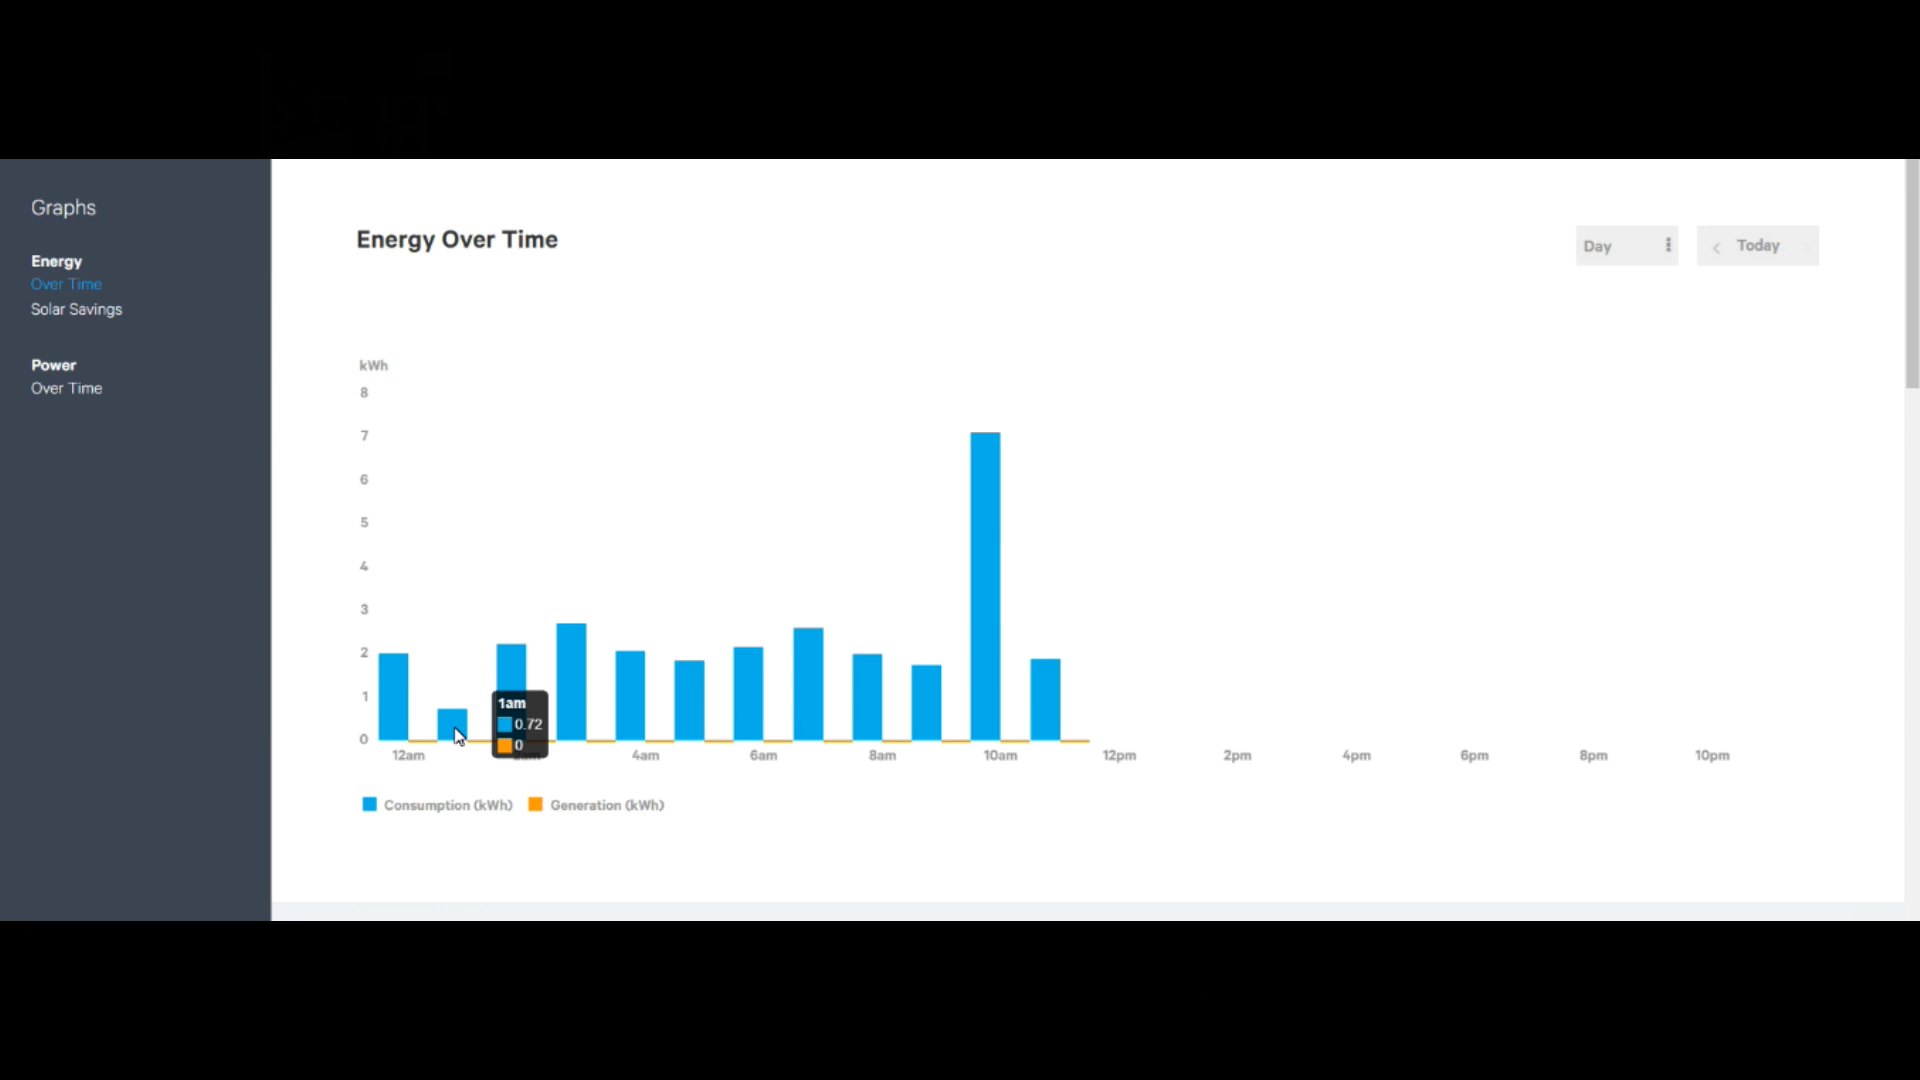 Graphs
Energy
Over Time
Solar Savings
Power
Over Time
Energy Over Time
Day
Today
kWh
8
7
6
5
4
3
2
1
0
1am
0.72
0
12am 4am 6am 8am 10am 12pm 2pm 4pm 6pm 8pm 10pm
Consumption (kWh) Generation (kWh)